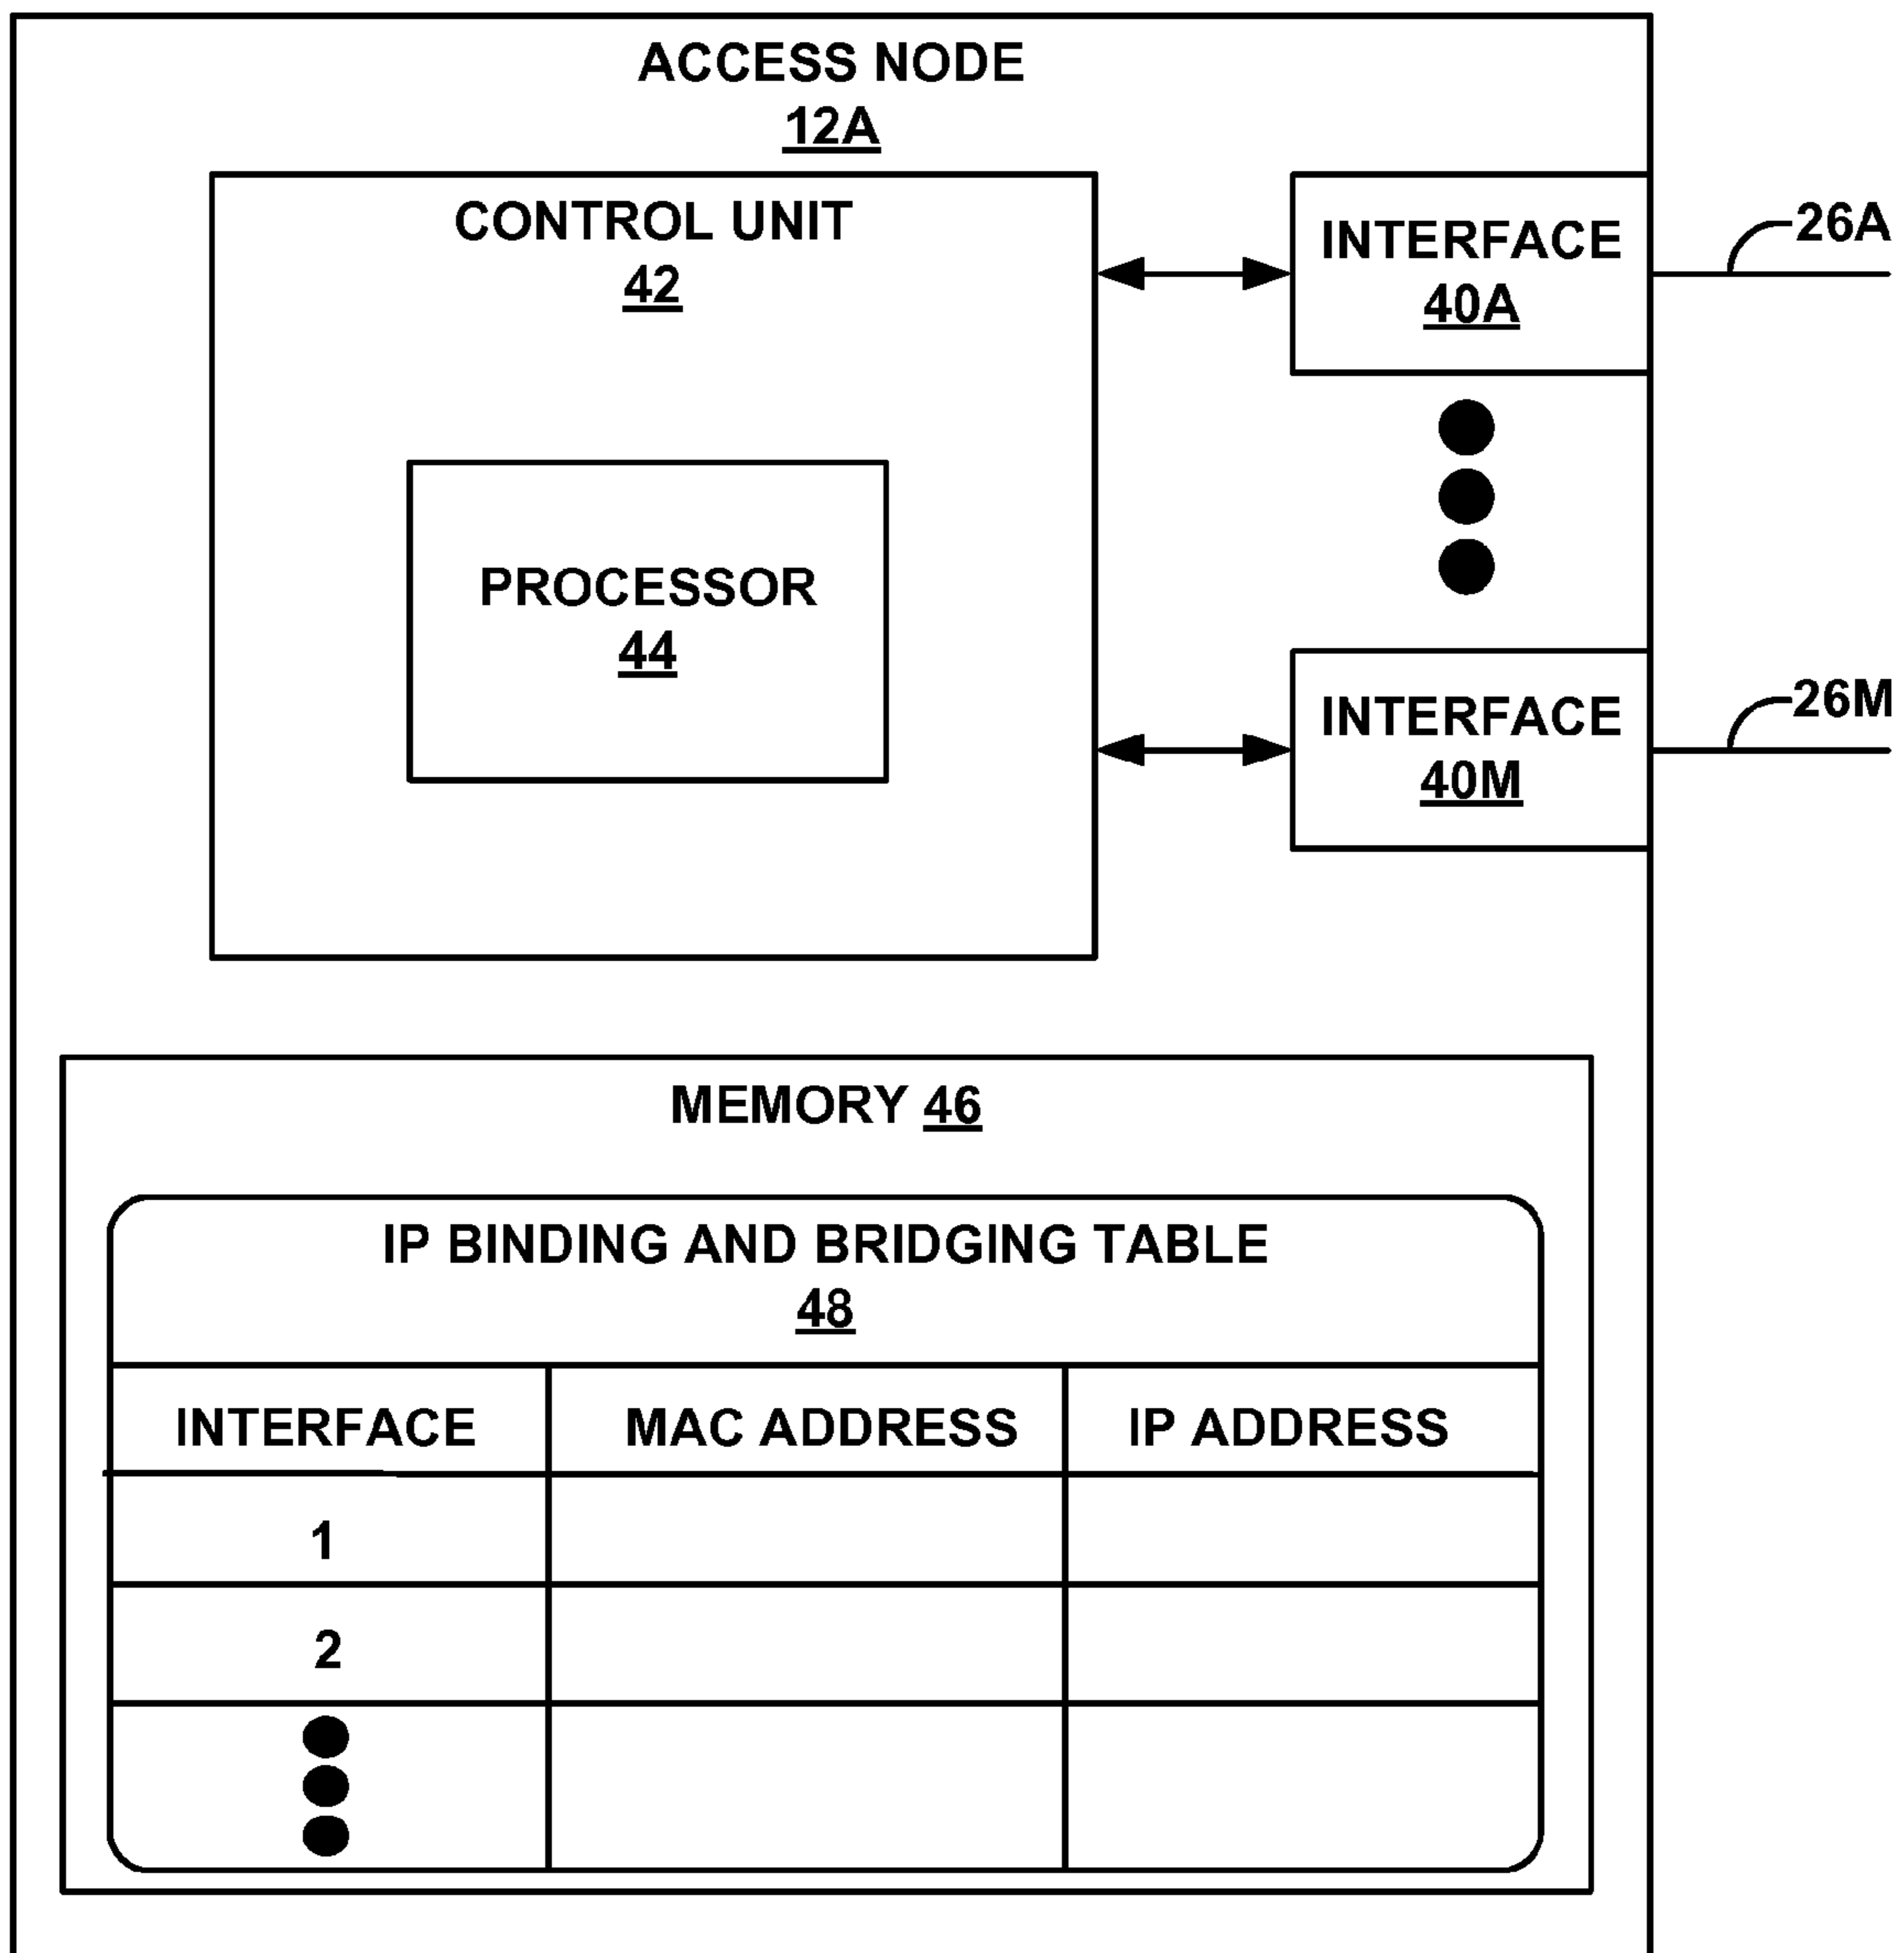 ACCESS NODE
12A
CONTROL UNIT
42
PROCESSOR
44
INTERFACE
40A
26A
INTERFACE
40M
26M
MEMORY 46
IP BINDING AND BRIDGING TABLE
48
INTERFACE MAC ADDRESS IP ADDRESS
1
2